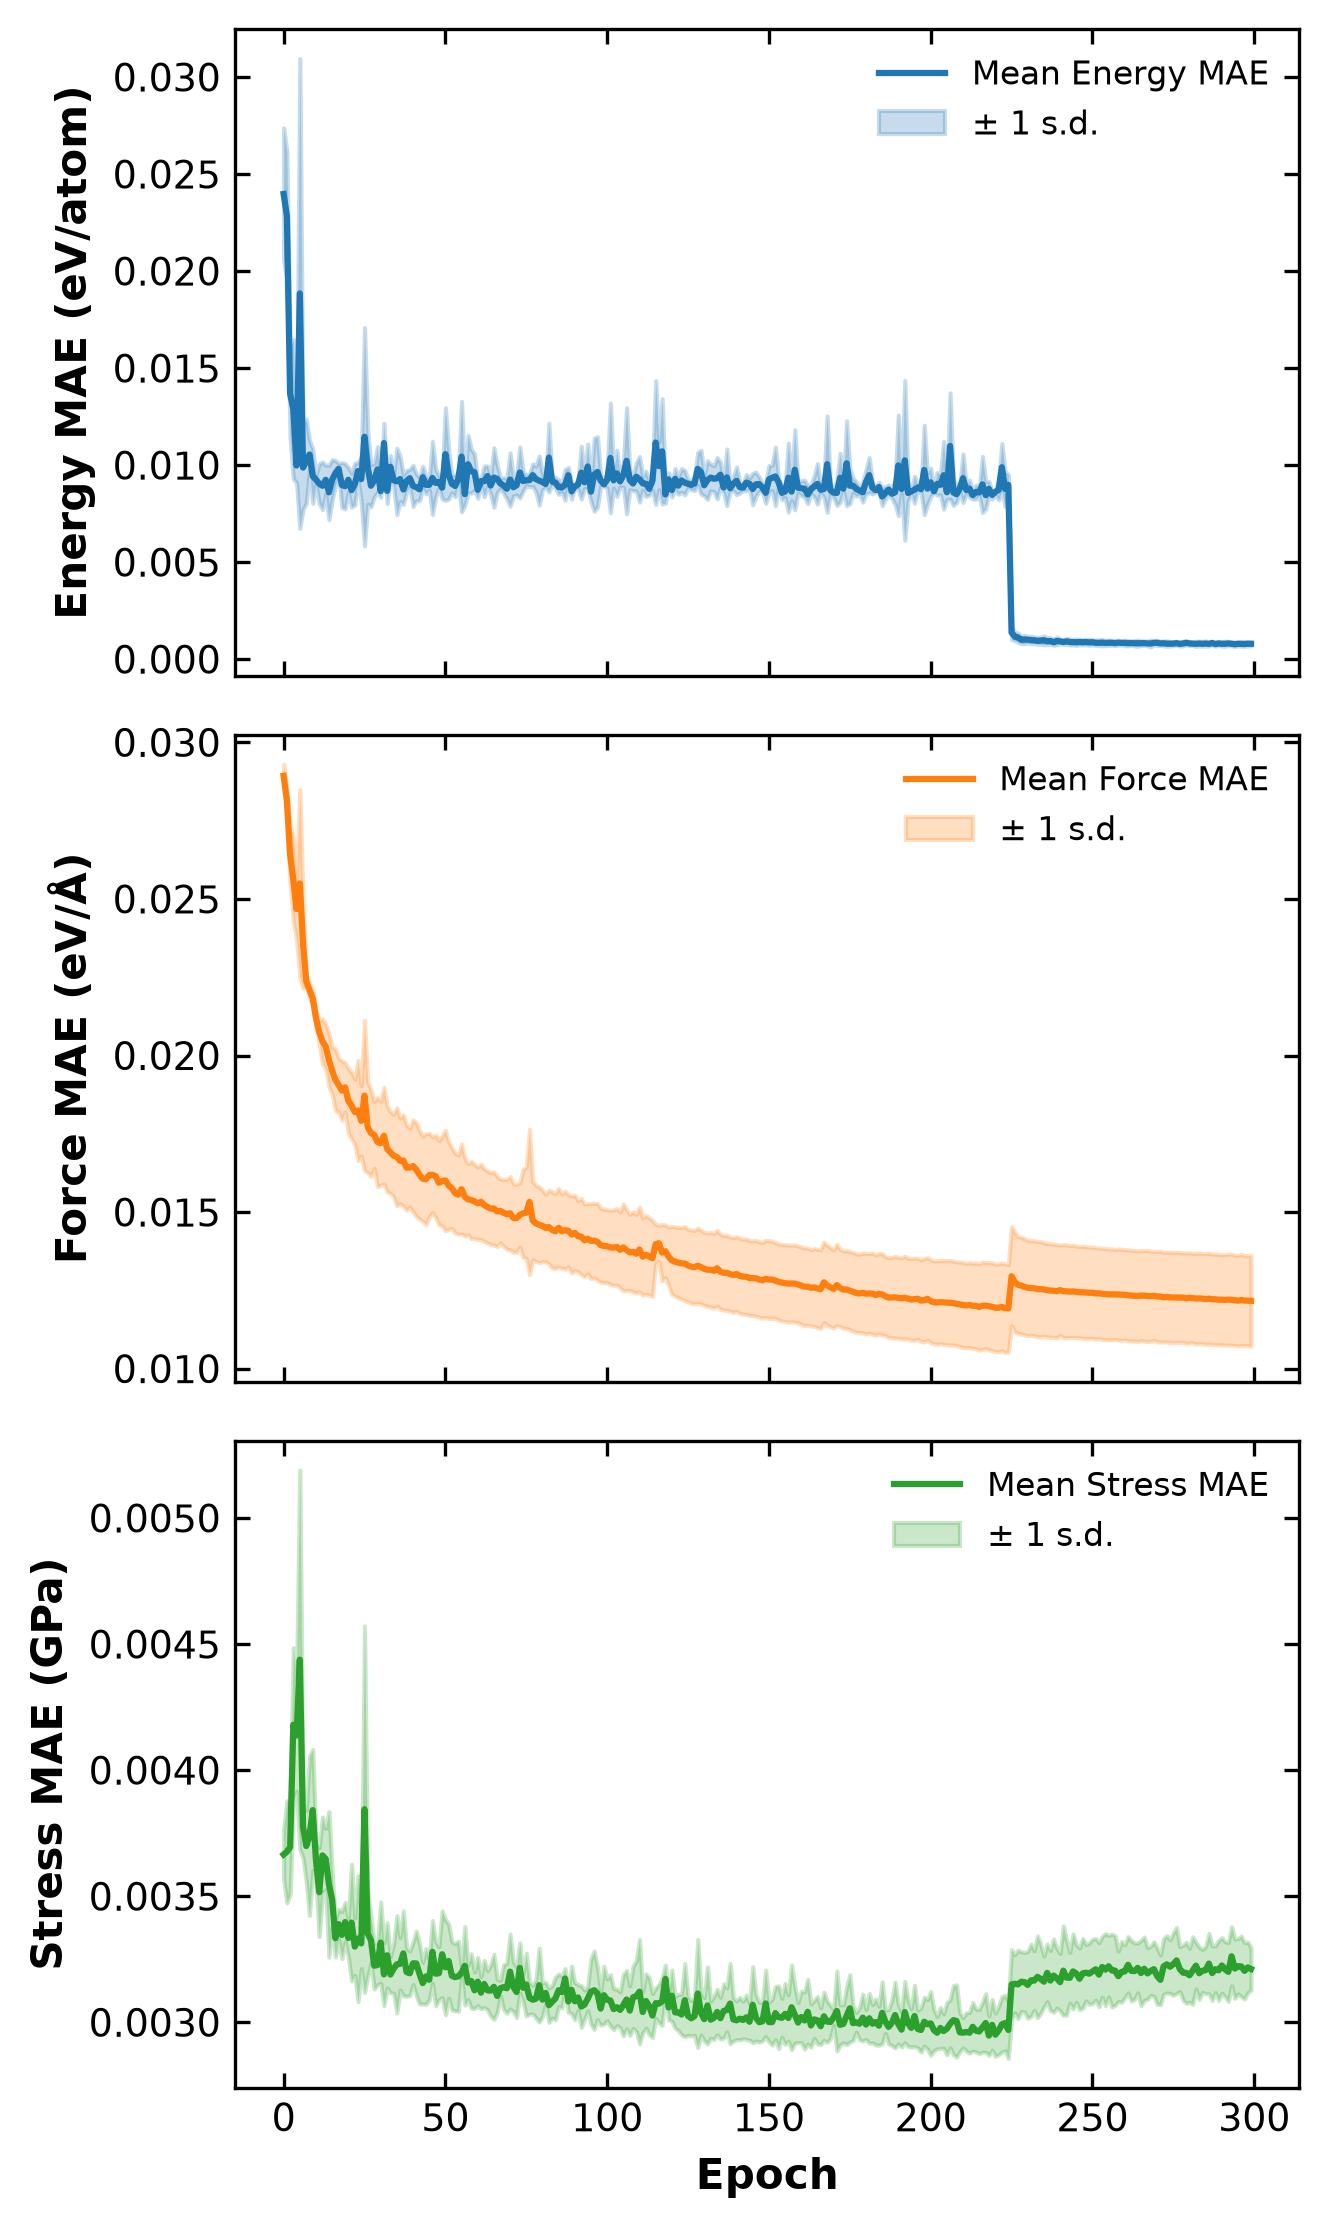 Energy MAE (eV/atom)
0.030
0.025
0.020
0.015
0.010
0.005
0.000
Mean Energy MAE
± 1 s.d.
Force MAE (eV/Å)
0.030
0.025
0.020
0.015
0.010
Mean Force MAE
± 1 s.d.
Stress MAE (GPa)
0.0050
0.0045
0.0040
0.0035
0.0030
Mean Stress MAE
± 1 s.d.
0 50 100 150 200 250 300
Epoch